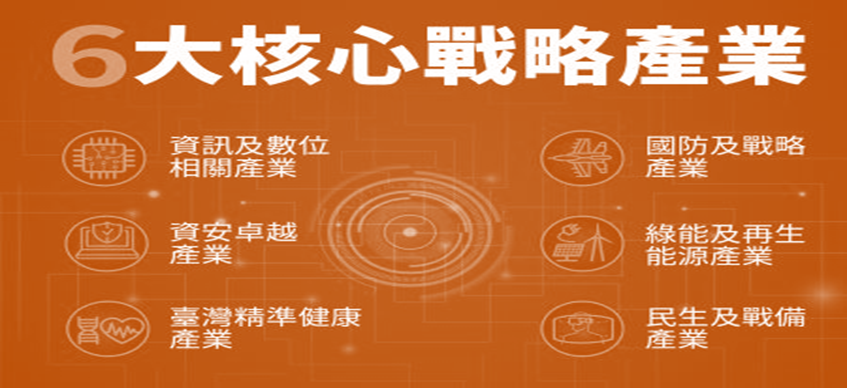 6大核心戰略產業
資訊及數位
相關產業
資安卓越
產業
臺灣精準健康
產業
國防及戰略
產業
綠能及再生
能源產業
民生及戰備
產業